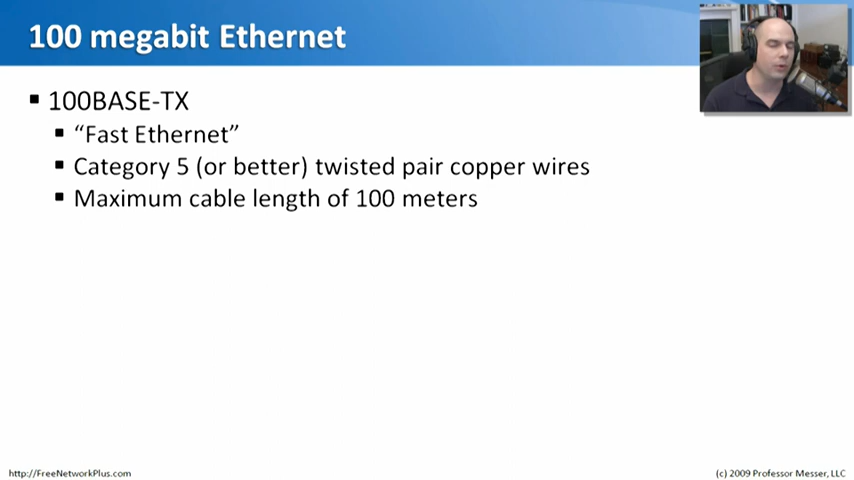 100 megabit Ethernet
▪ 100BASE-TX
▪ “Fast Ethernet”
▪ Category 5 (or better) twisted pair copper wires
▪ Maximum cable length of 100 meters
http://FreeNetworkPlus.com
(c) 2009 Professor Messer, LLC